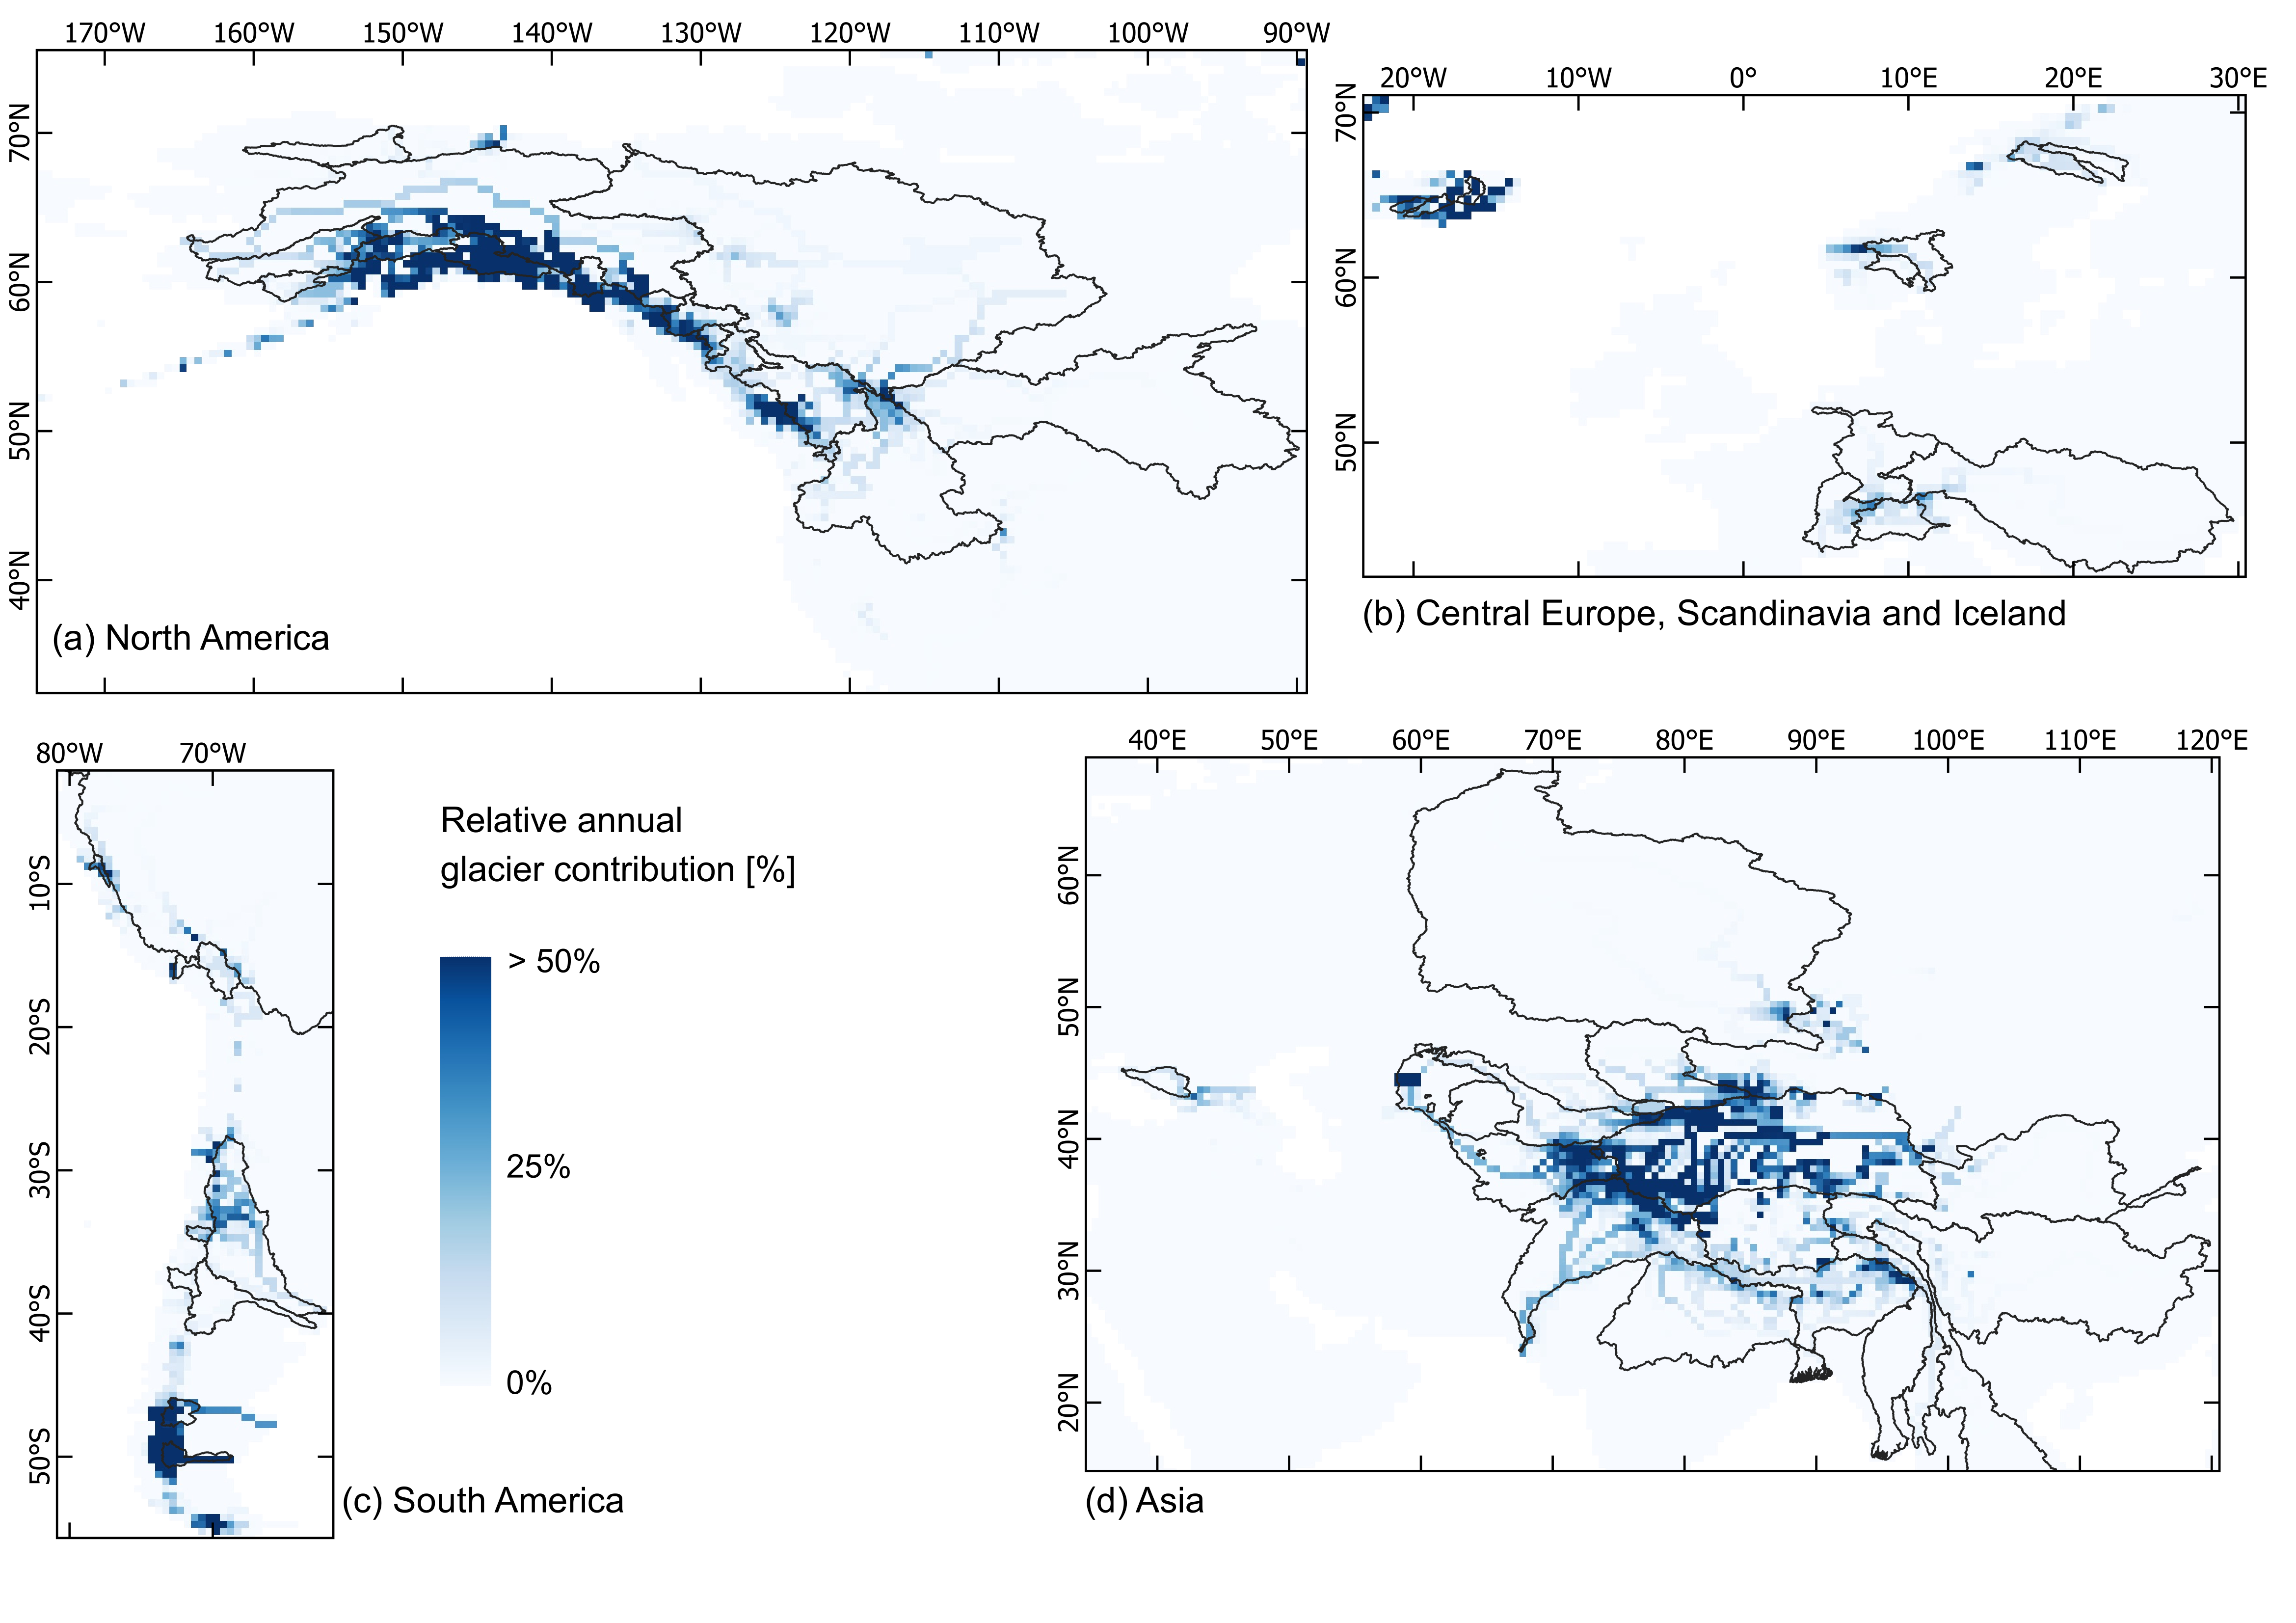 170°W 160°W 150°W 140°W 130°W 120°W 110°W 100°W 90°W
70°N
60°N
50°N
40°N
(a) North America
20°W 10°W 0° 10°E 20°E 30°E
70°N
60°N
50°N
(b) Central Europe, Scandinavia and Iceland
80°W 70°W
10°S
20°S
30°S
40°S
50°S
(c) South America
Relative annual
glacier contribution [%]
> 50%
25%
0%
40°E 50°E 60°E 70°E 80°E 90°E 100°E 110°E 120°E
60°N
50°N
40°N
30°N
20°N
(d) Asia